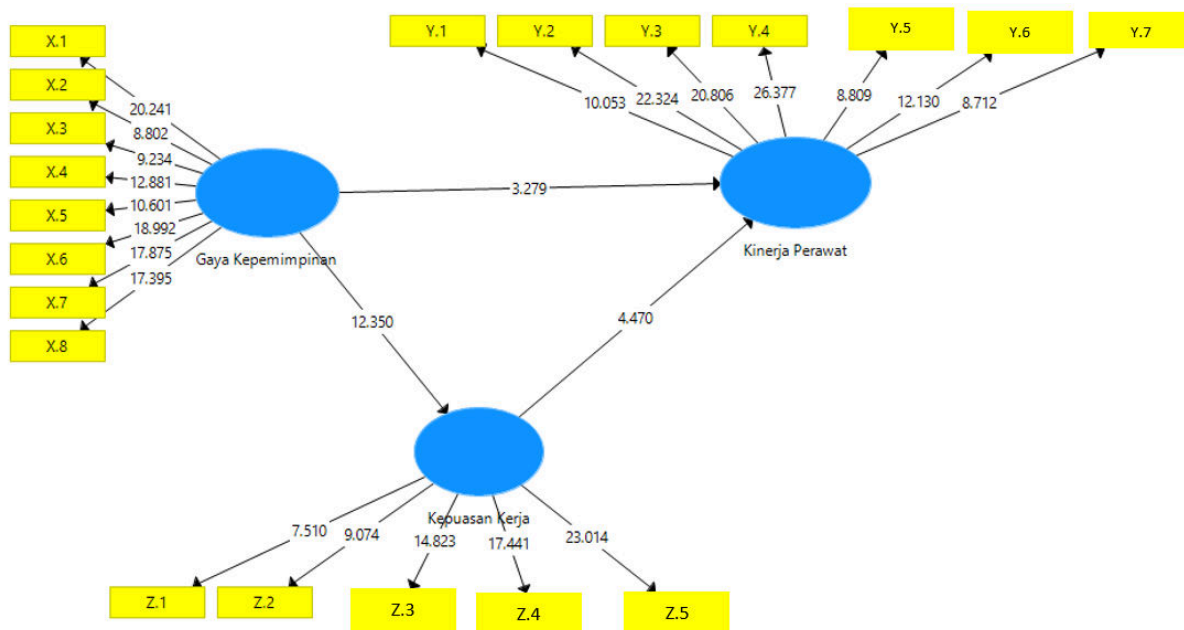 X.1
X.2
X.3
X.4
X.5
X.6
X.7
X.8
20.241
8.802
9.234
12.881
10.601
18.992
17.875
17.395
Gaya Kepemimpinan
Y.1
Y.2
Y.3
Y.4
Y.5
Y.6
Y.7
10.053
22.324
20.806
26.377
8.809
12.130
8.712
3.279
Kinerja Perawat
12.350
4.470
Kepuasan Kerja
7.510
9.074
14.823
17.441
23.014
Z.1
Z.2
Z.3
Z.4
Z.5